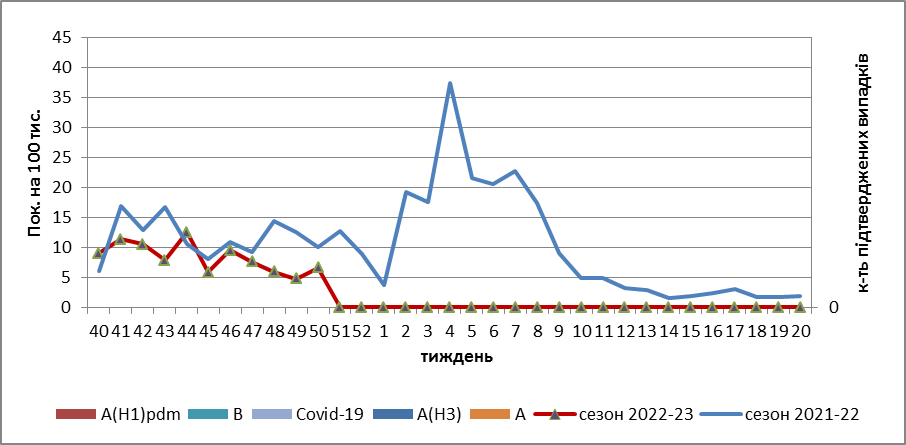 45
40
35
30
25
20
15
10
5
0
Пок. на 100 тис.
к-ть підтверджених випадків
0
40 41 42 43 44 45 46 47 48 49 50 51 52 1 2 3 4 5 6 7 8 9 10 11 12 13 14 15 16 17 18 19 20
тиждень
A(H1)pdm B Covid-19 A(H3) A сезон 2022-23 сезон 2021-22